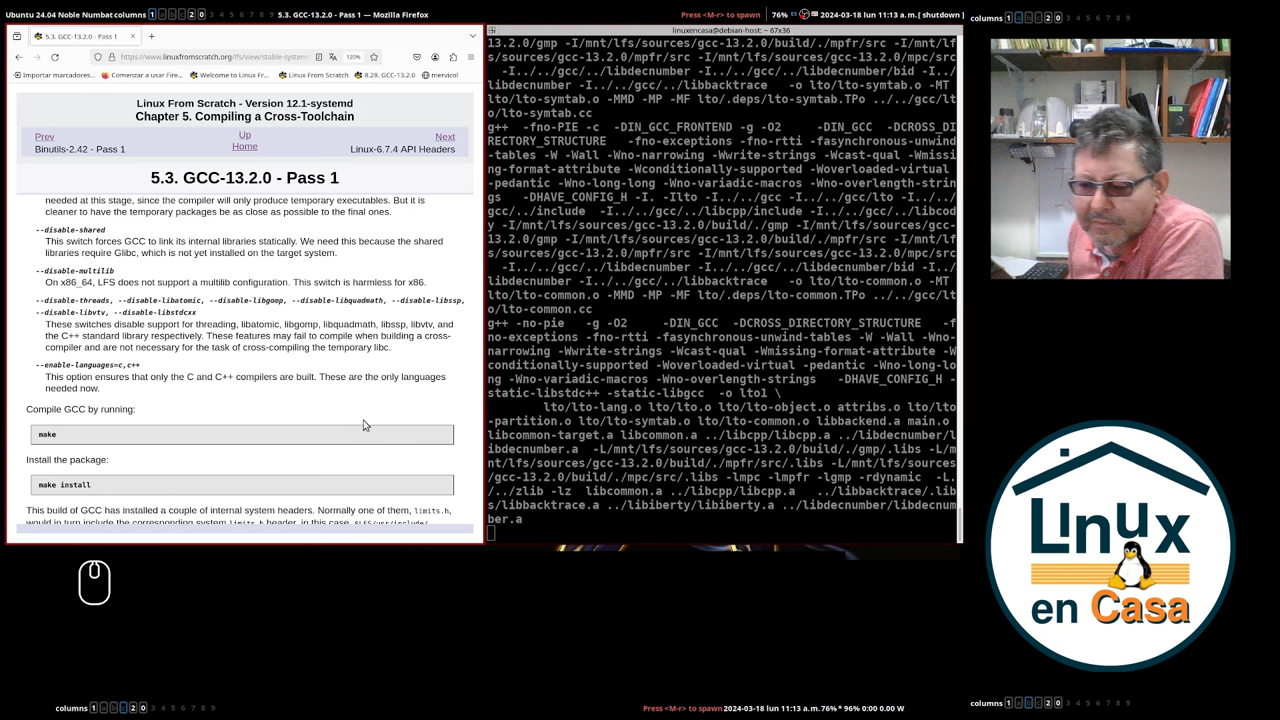 Ubuntu 24.04 Noble Numbat columns 1 a b c 2 0 3 4 5 6 7 8 9 5.3. GCC-13.2.0 - Pass 1 — Mozilla Firefox
Press <M-r> to spawn 76% 2024-03-18 lun 11:13 a.m. [ shutdown ]
columns 1 a b c 2 0 3 4 5 6 7 8 9
5.3. GCC-13.2.0 - Pass 1
https://www.linuxfromscratch.org/lfs/view/stable-system
120%
Importar marcadores...
Comenzar a usar Fire...
Welcome to Linux Fr...
Linux From Scratch
8.28. GCC-13.2.0
mervicol
Linux From Scratch - Version 12.1-systemd
Chapter 5. Compiling a Cross-Toolchain
Prev
Up
Next
Binutils-2.42 - Pass 1
Home
Linux-6.7.4 API Headers
5.3. GCC-13.2.0 - Pass 1
needed at this stage, since the compiler will only produce temporary executables. But it is
cleaner to have the temporary packages be as close as possible to the final ones.
--disable-shared
This switch forces GCC to link its internal libraries statically. We need this because the shared
libraries require Glibc, which is not yet installed on the target system.
--disable-multilib
On x86_64, LFS does not support a multilib configuration. This switch is harmless for x86.
--disable-threads, --disable-libatomic, --disable-libgomp, --disable-libquadmath, --disable-libssp,
--disable-libvtv, --disable-libstdcxx
These switches disable support for threading, libatomic, libgomp, libquadmath, libssp, libvtv, and
the C++ standard library respectively. These features may fail to compile when building a cross-
compiler and are not necessary for the task of cross-compiling the temporary libc.
--enable-languages=c,c++
This option ensures that only the C and C++ compilers are built. These are the only languages
needed now.
Compile GCC by running:
make
Install the package:
make install
This build of GCC has installed a couple of internal system headers. Normally one of them, limits.h,
would in turn include the corresponding system limits.h header, in this case, $LFS/usr/include/
linuxencasa@debian-host: ~ 67x36
13.2.0/gmp -I/mnt/lfs/sources/gcc-13.2.0/build/./mpfr/src -I/mnt/lf
s/sources/gcc-13.2.0/mpfr/src -I/mnt/lfs/sources/gcc-13.2.0/mpc/src
 -I../../gcc/../libdecnumber -I../../gcc/../libdecnumber/bid -I../
libdecnumber -I../../gcc/../libbacktrace   -o lto/lto-symtab.o -MT
lto/lto-symtab.o -MMD -MP -MF lto/.deps/lto-symtab.TPo ../../gcc/lt
o/lto-symtab.cc
g++  -fno-PIE -c  -DIN_GCC_FRONTEND -g -O2     -DIN_GCC  -DCROSS_DI
RECTORY_STRUCTURE   -fno-exceptions -fno-rtti -fasynchronous-unwind
-tables -W -Wall -Wno-narrowing -Wwrite-strings -Wcast-qual -Wmissi
ng-format-attribute -Wconditionally-supported -Woverloaded-virtual
-pedantic -Wno-long-long -Wno-variadic-macros -Wno-overlength-strin
gs   -DHAVE_CONFIG_H -I. -Ilto -I../../gcc -I../../gcc/lto -I../../
gcc/../include  -I../../gcc/../libcpp/include -I../../gcc/../libcod
y -I/mnt/lfs/sources/gcc-13.2.0/build/./gmp -I/mnt/lfs/sources/gcc-
13.2.0/gmp -I/mnt/lfs/sources/gcc-13.2.0/build/./mpfr/src -I/mnt/lf
s/sources/gcc-13.2.0/mpfr/src -I/mnt/lfs/sources/gcc-13.2.0/mpc/src
 -I../../gcc/../libdecnumber -I../../gcc/../libdecnumber/bid -I../
libdecnumber -I../../gcc/../libbacktrace   -o lto/lto-common.o -MT
lto/lto-common.o -MMD -MP -MF lto/.deps/lto-common.TPo ../../gcc/lt
o/lto-common.cc
g++ -no-pie   -g -O2     -DIN_GCC  -DCROSS_DIRECTORY_STRUCTURE   -f
no-exceptions -fno-rtti -fasynchronous-unwind-tables -W -Wall -Wno-
narrowing -Wwrite-strings -Wcast-qual -Wmissing-format-attribute -W
conditionally-supported -Woverloaded-virtual -pedantic -Wno-long-lo
ng -Wno-variadic-macros -Wno-overlength-strings   -DHAVE_CONFIG_H -
static-libstdc++ -static-libgcc  -o lto1 \
        lto/lto-lang.o lto/lto.o lto/lto-object.o attribs.o lto/lto
-partition.o lto/lto-symtab.o lto/lto-common.o libbackend.a main.o
libcommon-target.a libcommon.a ../libcpp/libcpp.a ../libdecnumber/l
ibdecnumber.a  -L/mnt/lfs/sources/gcc-13.2.0/build/./gmp/.libs -L/m
nt/lfs/sources/gcc-13.2.0/build/./mpfr/src/.libs -L/mnt/lfs/sources
/gcc-13.2.0/build/./mpc/src/.libs -lmpc -lmpfr -lgmp -rdynamic  -L.
/../zlib -lz  libcommon.a ../libcpp/libcpp.a   ../libbacktrace/.lib
s/libbacktrace.a ../libiberty/libiberty.a ../libdecnumber/libdecnum
ber.a
Linux
en Casa
columns 1 a b c 2 0 3 4 5 6 7 8 9
Press <M-r> to spawn 2024-03-18 lun 11:13 a.m. 76% * 96% 0:00 0.00 W
columns 1 a b c 2 0 3 4 5 6 7 8 9